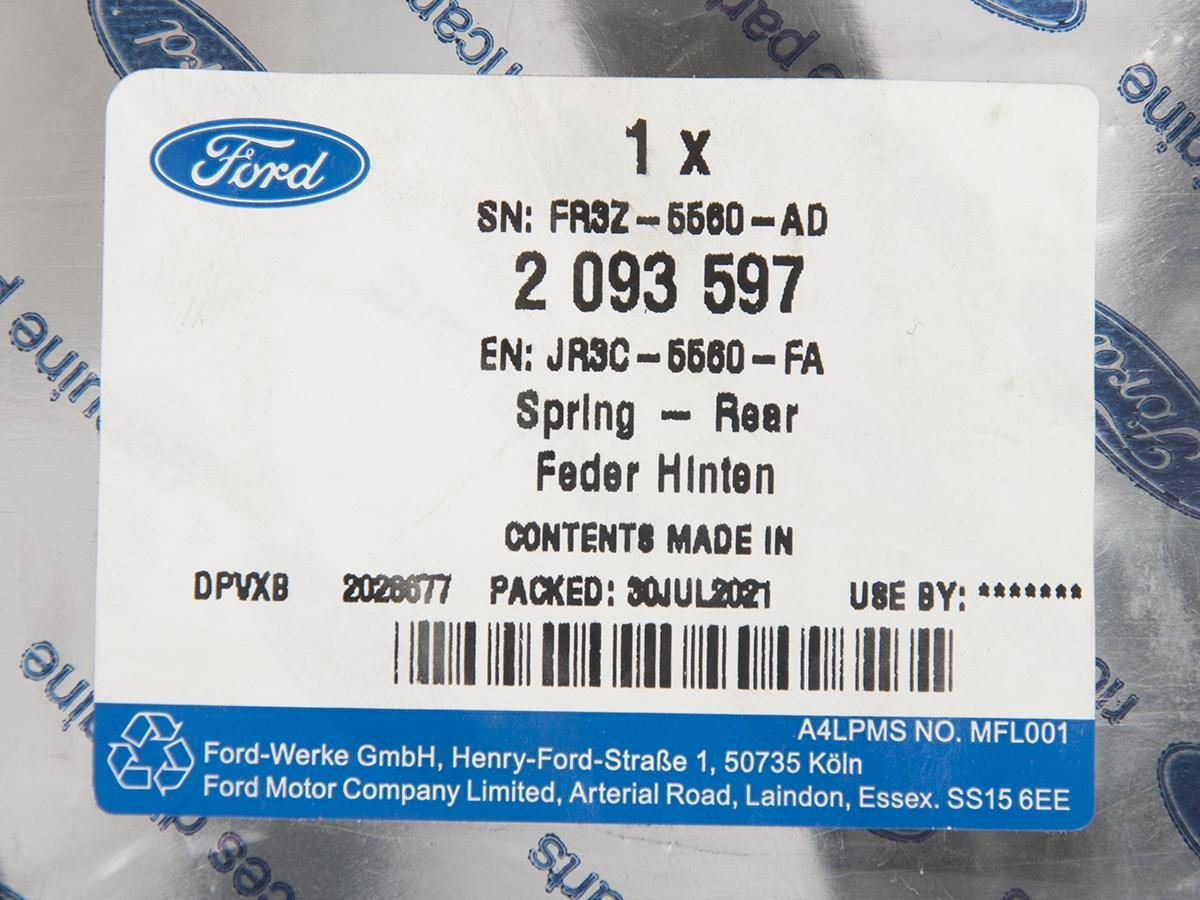 Ford
1 x
SN: FR3Z-5560-AD
2 093 597
EN: JR3C-5560-FA
Spring - Rear
Feder Hinten
CONTENTS MADE IN
DPVXB 2026677 PACKED: 30JUL2021 USE BY: *******
A4LPMS NO. MFL001
Ford-Werke GmbH, Henry-Ford-Straße 1, 50735 Köln
Ford Motor Company Limited, Arterial Road, Laindon, Essex. SS15 6EE